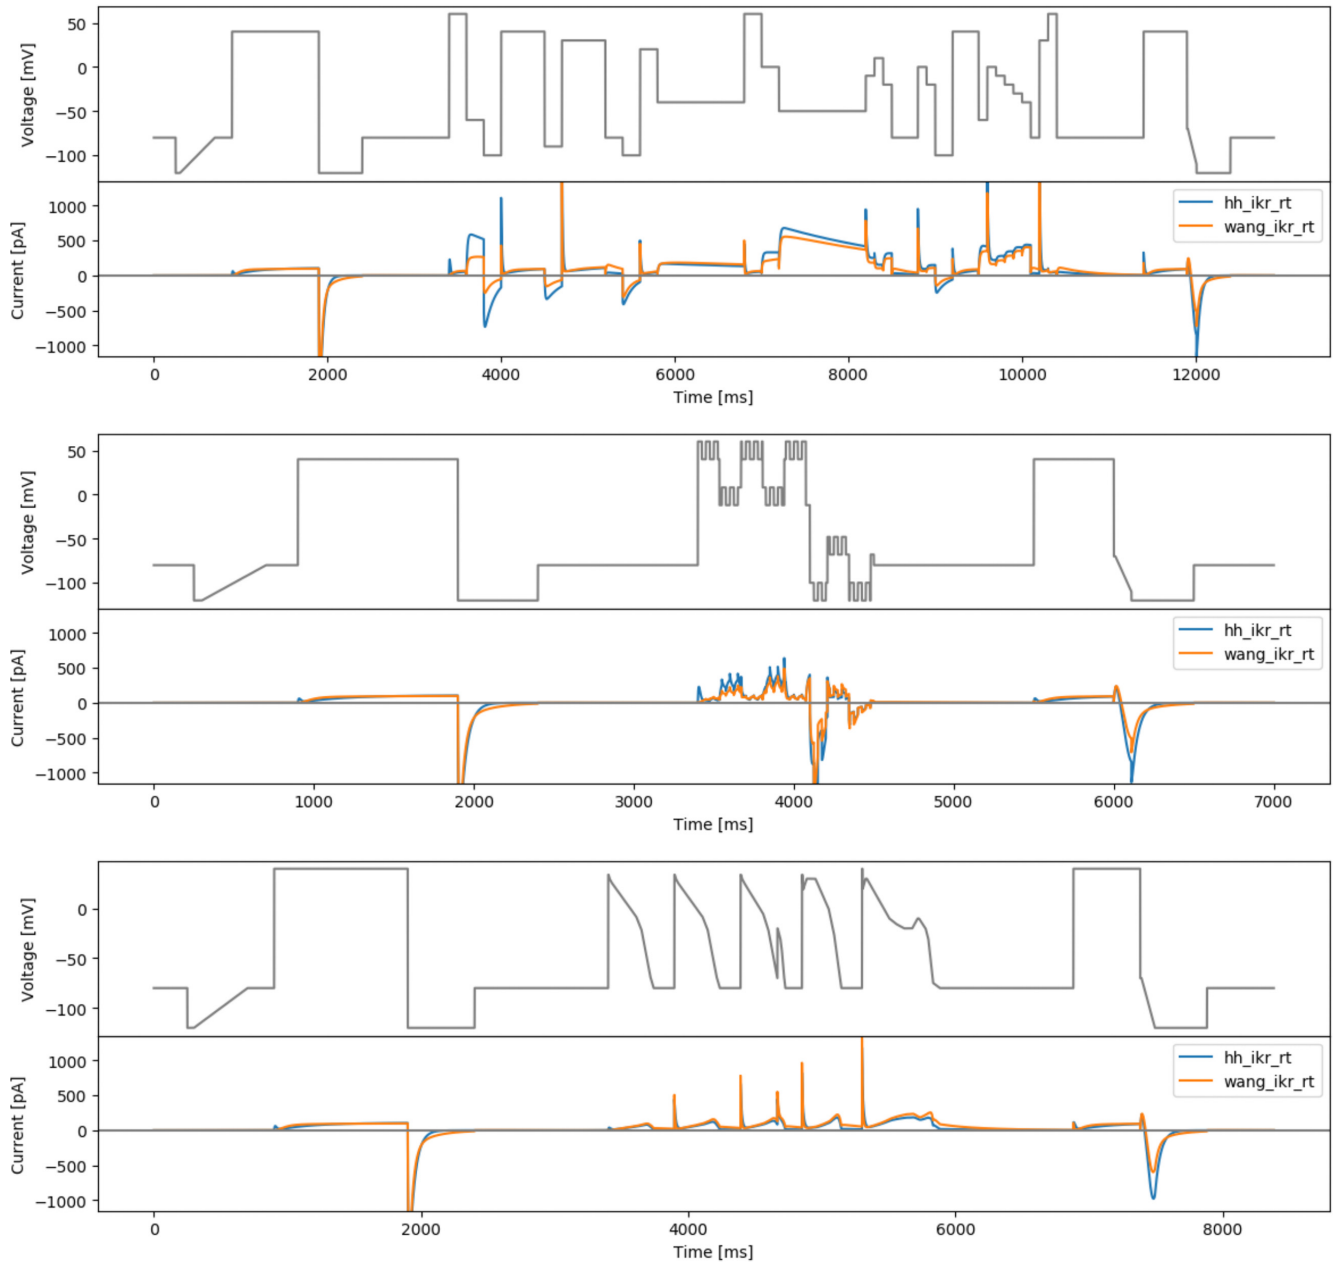 50
0
−50
−100
Voltage [mV]
1000
500
0
−500
−1000
Current [pA]
hh_ikr_rt
wang_ikr_rt
0 2000 4000 6000 8000 10000 12000
Time [ms]
50
0
−50
−100
Voltage [mV]
1000
500
0
−500
−1000
Current [pA]
hh_ikr_rt
wang_ikr_rt
0 1000 2000 3000 4000 5000 6000 7000
Time [ms]
0
−50
−100
Voltage [mV]
1000
500
0
−500
−1000
Current [pA]
hh_ikr_rt
wang_ikr_rt
0 2000 4000 6000 8000
Time [ms]